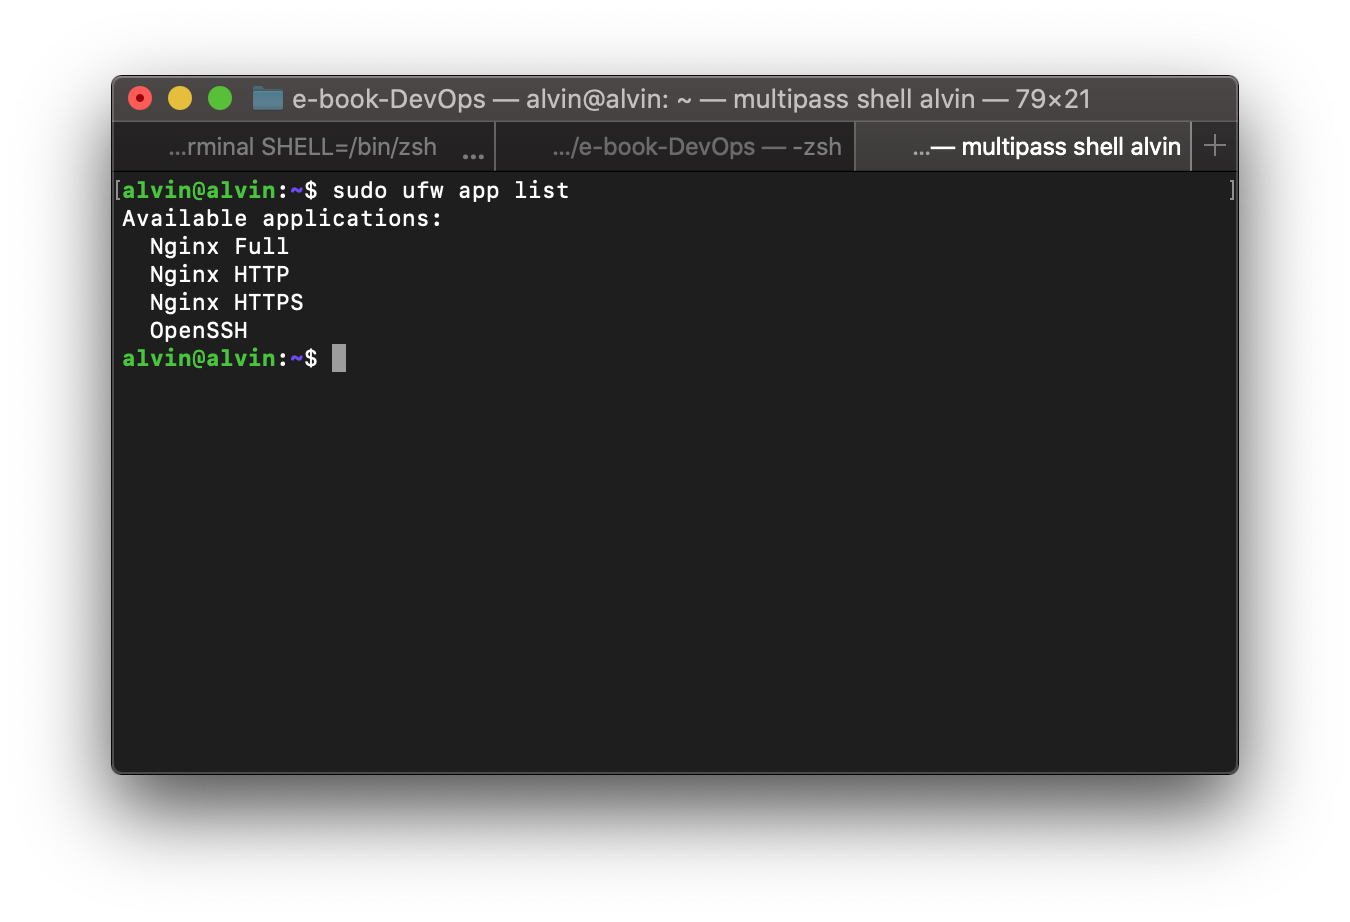 e-book-DevOps — alvin@alvin: ~ — multipass shell alvin — 79×21
...rminal SHELL=/bin/zsh ...
.../e-book-DevOps — -zsh
...— multipass shell alvin
[alvin@alvin:~$ sudo ufw app list ]
Available applications:
  Nginx Full
  Nginx HTTP
  Nginx HTTPS
  OpenSSH
alvin@alvin:~$